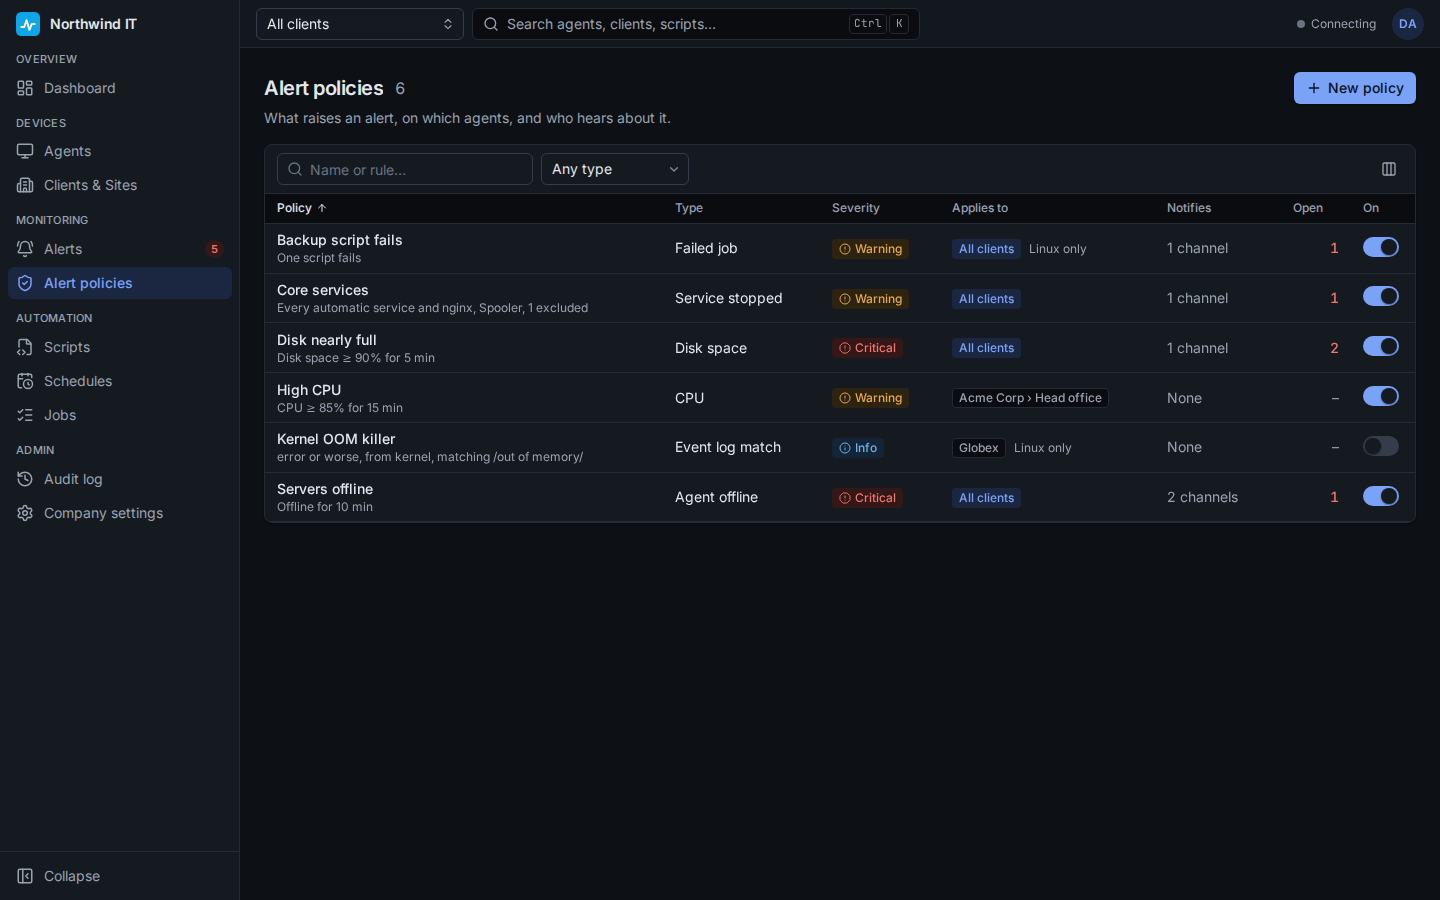 Northwind IT
All clients
Search agents, clients, scripts...
Ctrl K
Connecting
DA
OVERVIEW
Dashboard
DEVICES
Agents
Clients & Sites
MONITORING
Alerts 5
Alert policies
AUTOMATION
Scripts
Schedules
Jobs
ADMIN
Audit log
Company settings
Collapse
Alert policies 6
New policy
What raises an alert, on which agents, and who hears about it.
Name or rule...
Any type
Policy ↑ Type Severity Applies to Notifies Open On
Backup script fails
One script fails
Failed job Warning All clients Linux only 1 channel 1
Core services
Every automatic service and nginx, Spooler, 1 excluded
Service stopped Warning All clients 1 channel 1
Disk nearly full
Disk space ≥ 90% for 5 min
Disk space Critical All clients 1 channel 2
High CPU
CPU ≥ 85% for 15 min
CPU Warning Acme Corp › Head office None –
Kernel OOM killer
error or worse, from kernel, matching /out of memory/
Event log match Info Globex Linux only None –
Servers offline
Offline for 10 min
Agent offline Critical All clients 2 channels 1